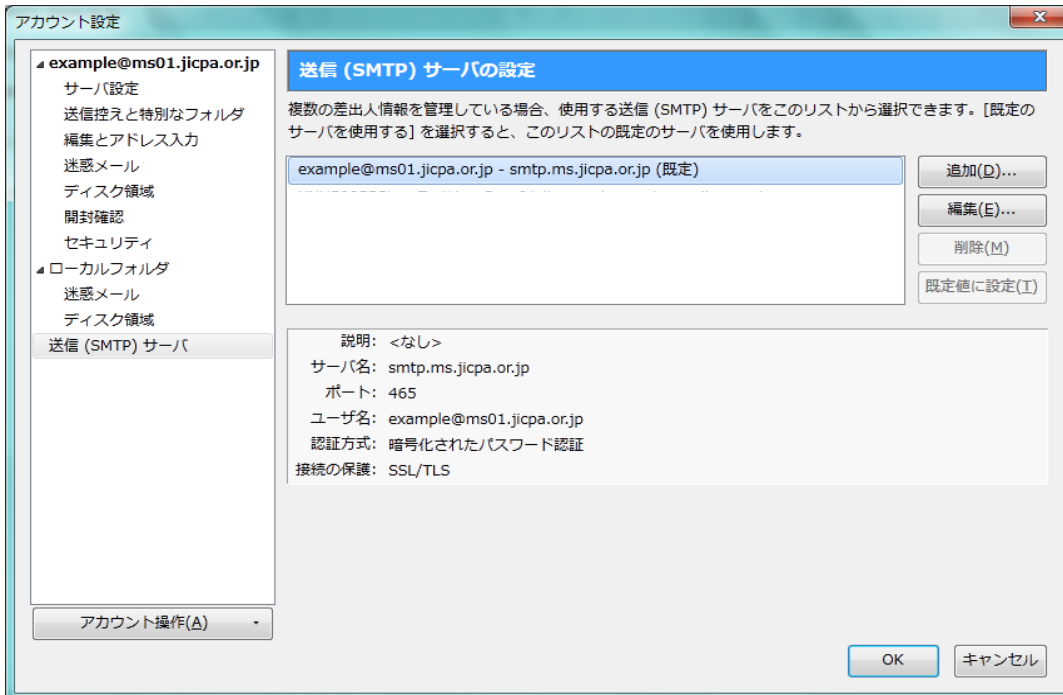 アカウント設定
example@ms01.jicpa.or.jp
サーバ設定
送信控えと特別なフォルダ
編集とアドレス入力
迷惑メール
ディスク領域
開封確認
セキュリティ
ローカルフォルダ
迷惑メール
ディスク領域
送信 (SMTP) サーバ
アカウント操作(A)
送信 (SMTP) サーバの設定
複数の差出人情報を管理している場合、使用する送信 (SMTP) サーバをこのリストから選択できます。[既定の
サーバを使用する] を選択すると、このリストの既定のサーバを使用します。
example@ms01.jicpa.or.jp - smtp.ms.jicpa.or.jp (既定)
追加(D)...
編集(E)...
削除(M)
既定値に設定(T)
説明: <なし>
サーバ名: smtp.ms.jicpa.or.jp
ポート: 465
ユーザ名: example@ms01.jicpa.or.jp
認証方式: 暗号化されたパスワード認証
接続の保護: SSL/TLS
OK
キャンセル